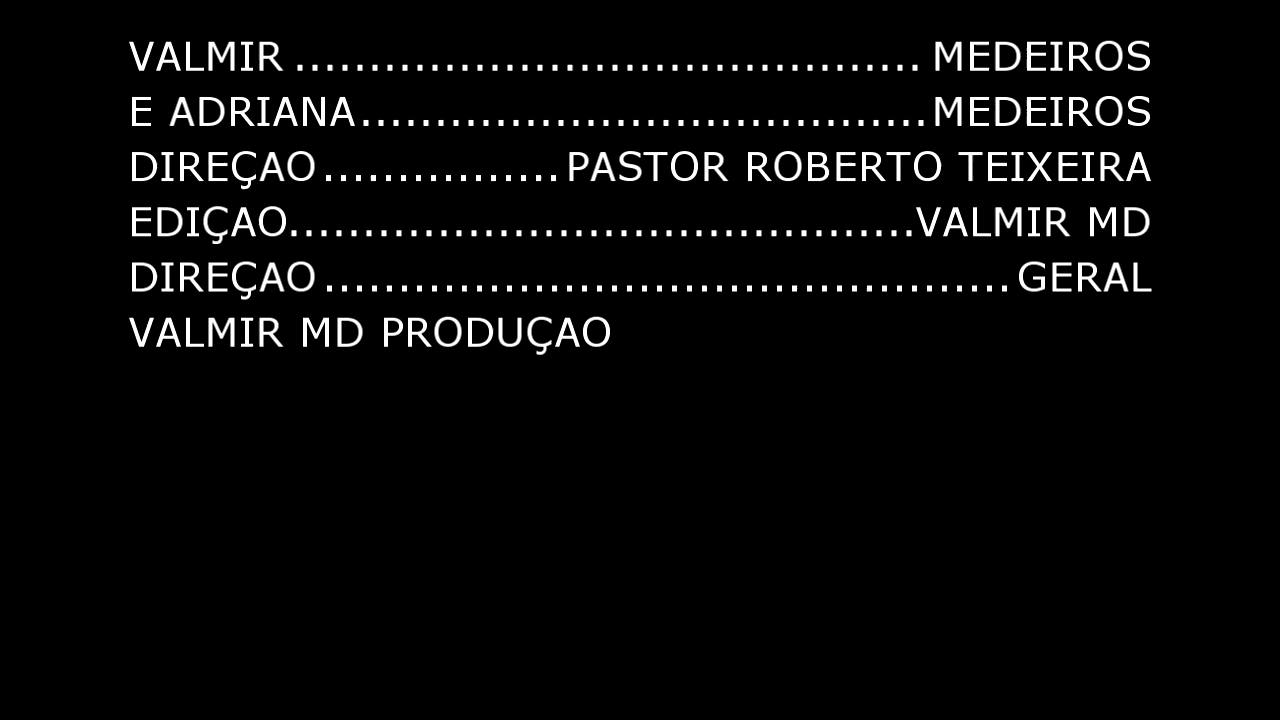 VALMIR ........................................... MEDEIROS
E ADRIANA.......................................MEDEIROS
DIREÇAO ................PASTOR ROBERTO TEIXEIRA
EDIÇAO...........................................VALMIR MD
DIREÇAO ...............................................GERAL
VALMIR MD PRODUÇAO